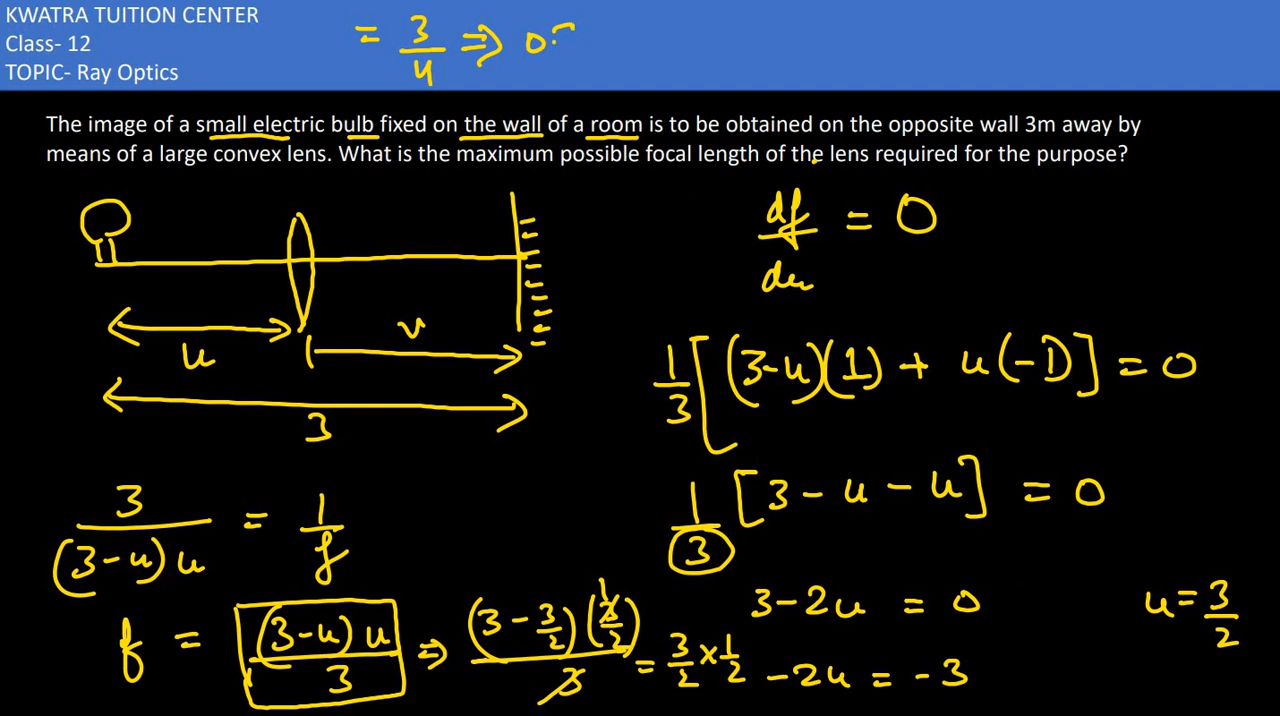 KWATRA TUITION CENTER
Class- 12
TOPIC- Ray Optics
= 3/4 ⇒ 0.
The image of a small electric bulb fixed on the wall of a room is to be obtained on the opposite wall 3m away by
means of a large convex lens. What is the maximum possible focal length of the lens required for the purpose?
df/du = 0
u
v
3
1/3 [(3-u)(1) + u(-1)] = 0
1/3 [3 - u - u] = 0
3/(3-u)u = 1/f
3 - 2u = 0
u = 3/2
f = (3-u)u/3 ⇒ (3 - 3/2)(3/2)/3 = 3/2 × 1/2
-2u = -3